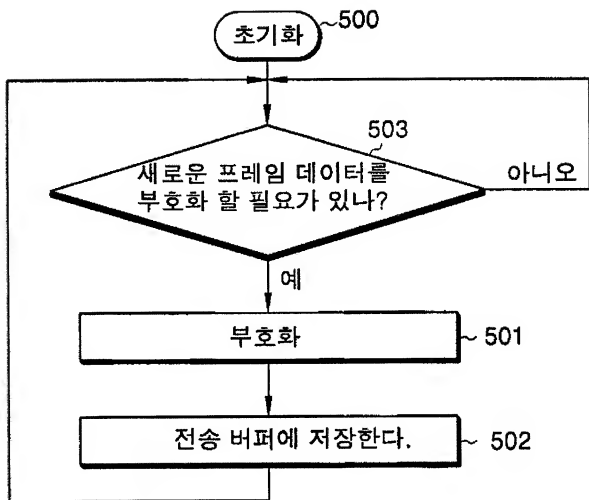 초기화
500
503
새로운 프레임 데이터를
부호화 할 필요가 있나?
아니오
예
부호화
501
전송 버퍼에 저장한다.
502